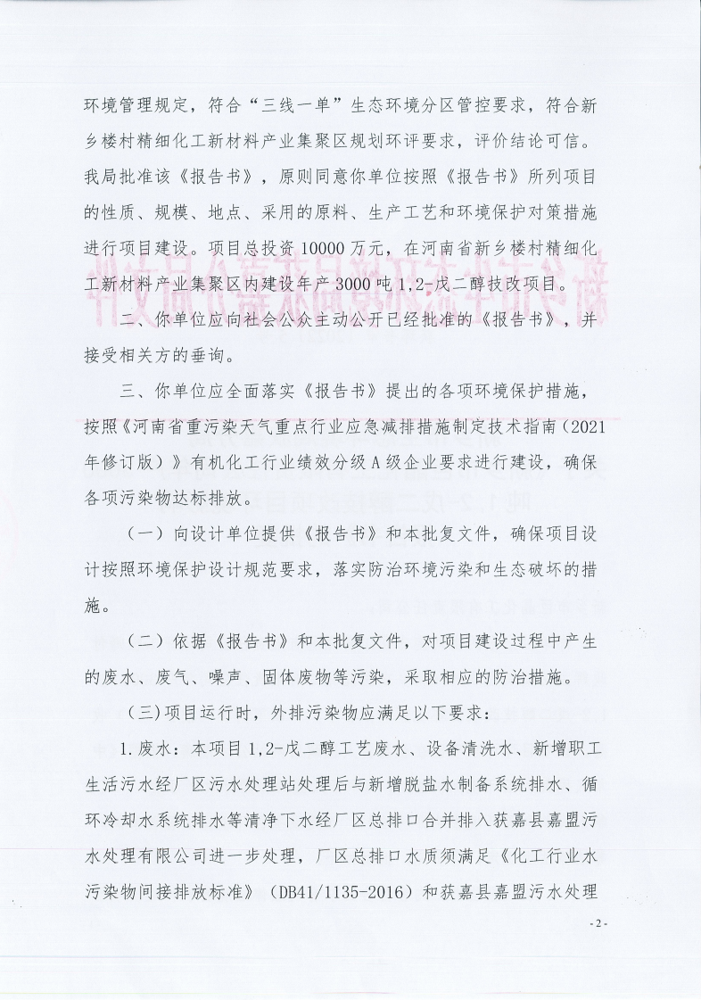 环境管理规定，符合“三线一单”生态环境分区管控要求，符合新
乡楼村精细化工新材料产业集聚区规划环评要求，评价结论可信。
我局批准该《报告书》，原则同意你单位按照《报告书》所列项目
的性质、规模、地点、采用的原料、生产工艺和环境保护对策措施
进行项目建设。项目总投资 10000 万元，在河南省新乡楼村精细化
工新材料产业集聚区内建设年产 3000 吨 1,2-戊二醇技改项目。
二、你单位应向社会公众主动公开已经批准的《报告书》，并
接受相关方的垂询。
三、你单位应全面落实《报告书》提出的各项环境保护措施，
按照《河南省重污染天气重点行业应急减排措施制定技术指南（2021
年修订版）》有机化工行业绩效分级 A 级企业要求进行建设，确保
各项污染物达标排放。
（一）向设计单位提供《报告书》和本批复文件，确保项目设
计按照环境保护设计规范要求，落实防治环境污染和生态破坏的措
施。
（二）依据《报告书》和本批复文件，对项目建设过程中产生
的废水、废气、噪声、固体废物等污染，采取相应的防治措施。
（三)项目运行时，外排污染物应满足以下要求：
1.废水：本项目 1,2-戊二醇工艺废水、设备清洗水、新增职工
生活污水经厂区污水处理站处理后与新增脱盐水制备系统排水、循
环冷却水系统排水等清净下水经厂区总排口合并排入获嘉县嘉盟污
水处理有限公司进一步处理，厂区总排口水质须满足《化工行业水
污染物间接排放标准》（DB41/1135-2016）和获嘉县嘉盟污水处理
- 2 -